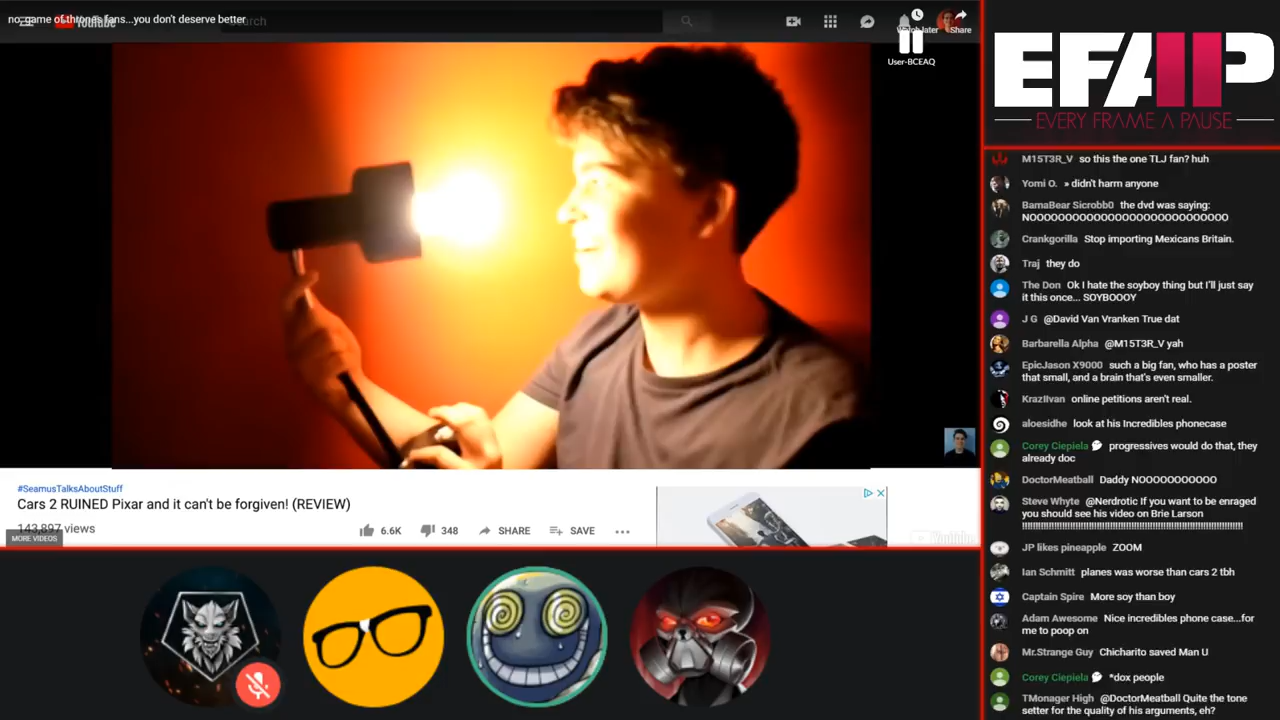 no, game of thrones fans...you don't deserve better
Search
Watch later
Share
User-BCEAQ
EFAP
EVERY FRAME A PAUSE
M15T3R_V so this the one TLJ fan? huh
Yomi O. » didn't harm anyone
BamaBear Sicrobb0 the dvd was saying:
NOOOOOOOOOOOOOOOOOOOOOOOOOOOO
Crankgorilla Stop importing Mexicans Britain.
Traj they do
The Don Ok I hate the soyboy thing but I'll just say
it this once... SOYBOOOY
J G @David Van Vranken True dat
Barbarella Alpha @M15T3R_V yah
EpicJason X9000 such a big fan, who has a poster
that small, and a brain that's even smaller.
KrazIIvan online petitions aren't real.
aloesidhe look at his Incredibles phonecase
Corey Ciepiela progressives would do that, they
already doc
DoctorMeatball Daddy NOOOOOOOOOOO
Steve Whyte @Nerdrotic If you want to be enraged
you should see his video on Brie Larson
!!!!!!!!!!!!!!!!!!!!!!!!!!!!!!!!!!!!!!!!!!!!!!!!!!!!!!!!!!!!!!!!!!!!!!!!
JP likes pineapple ZOOM
Ian Schmitt planes was worse than cars 2 tbh
Captain Spire More soy than boy
Adam Awesome Nice incredibles phone case...for
me to poop on
Mr.Strange Guy Chicharito saved Man U
Corey Ciepiela *dox people
TMonager High @DoctorMeatball Quite the tone
setter for the quality of his arguments, eh?
#SeamusTalksAboutStuff
Cars 2 RUINED Pixar and it can't be forgiven! (REVIEW)
143,897 views
MORE VIDEOS
6.6K
348
SHARE
SAVE
YouTube